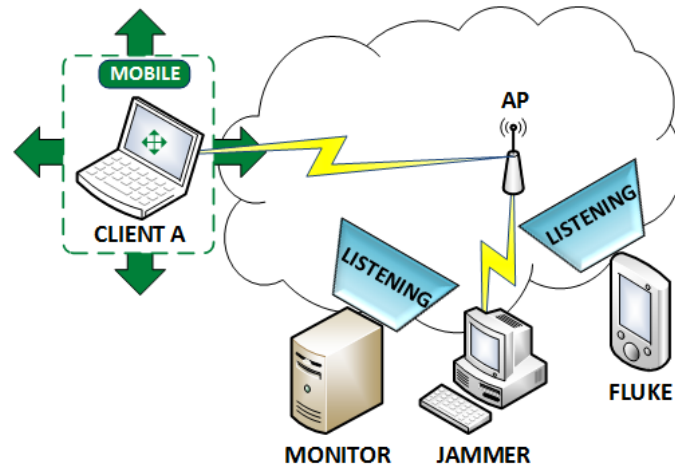 MOBILE
AP
CLIENT A
LISTENING
LISTENING
FLUKE
MONITOR
JAMMER